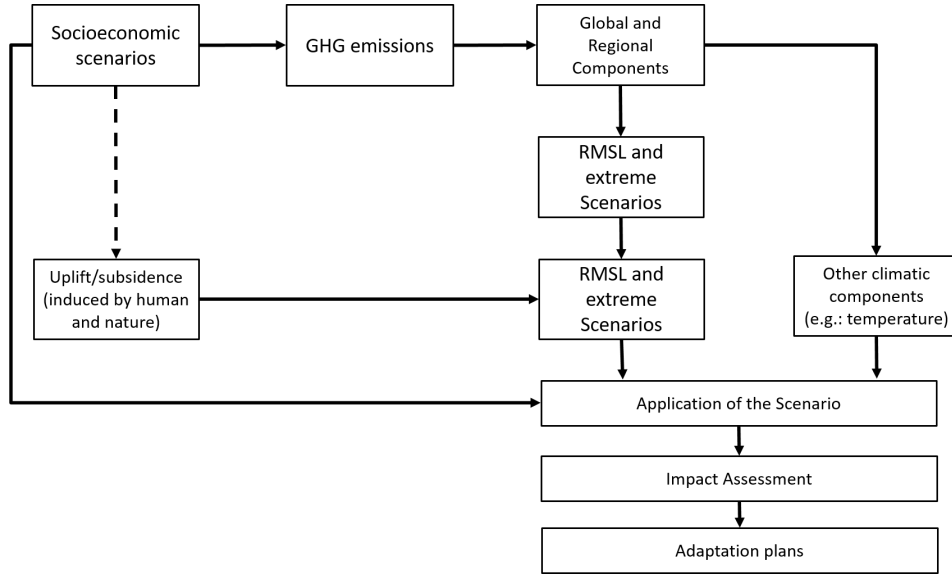 Socioeconomic
scenarios
GHG emissions
Global and
Regional
Components
RMSL and
extreme
Scenarios
Uplift/subsidence
(induced by human
and nature)
RMSL and
extreme
Scenarios
Other climatic
components
(e.g.: temperature)
Application of the Scenario
Impact Assessment
Adaptation plans